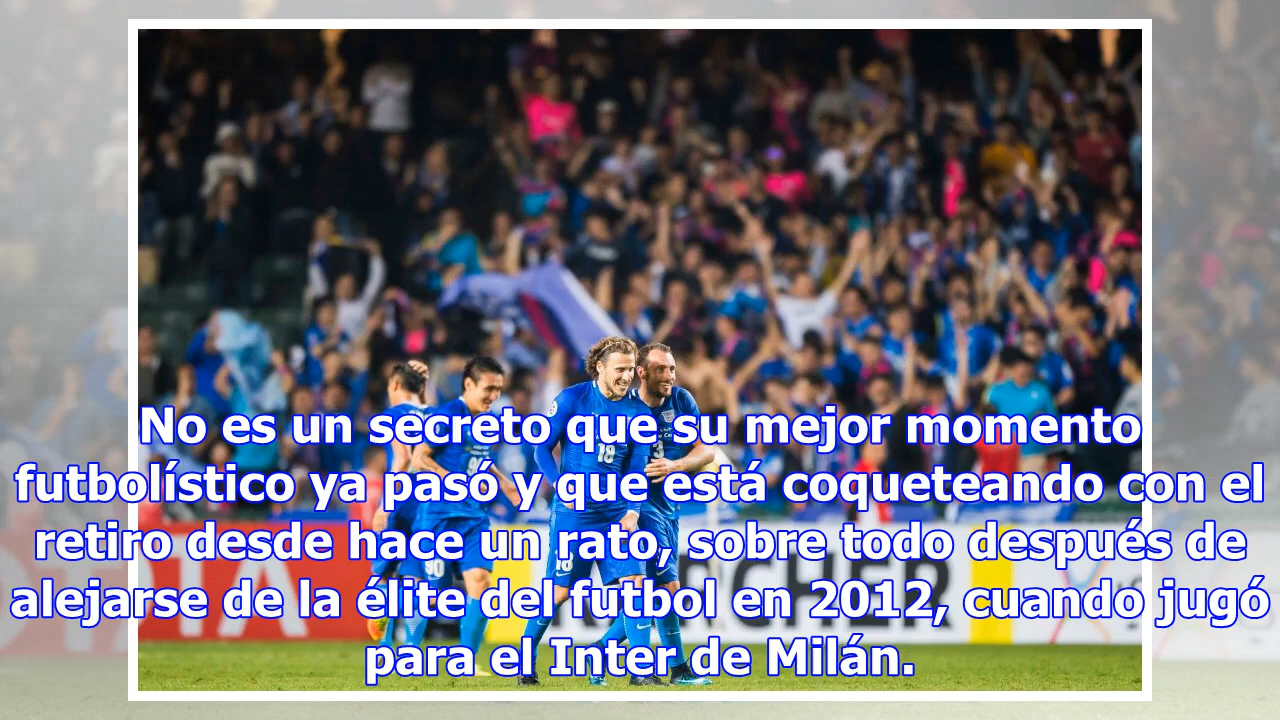 No es un secreto que su mejor momento
futbolístico ya pasó y que está coqueteando con el
retiro desde hace un rato, sobre todo después de
alejarse de la élite del futbol en 2012, cuando jugó
para el Inter de Milán.
18
90